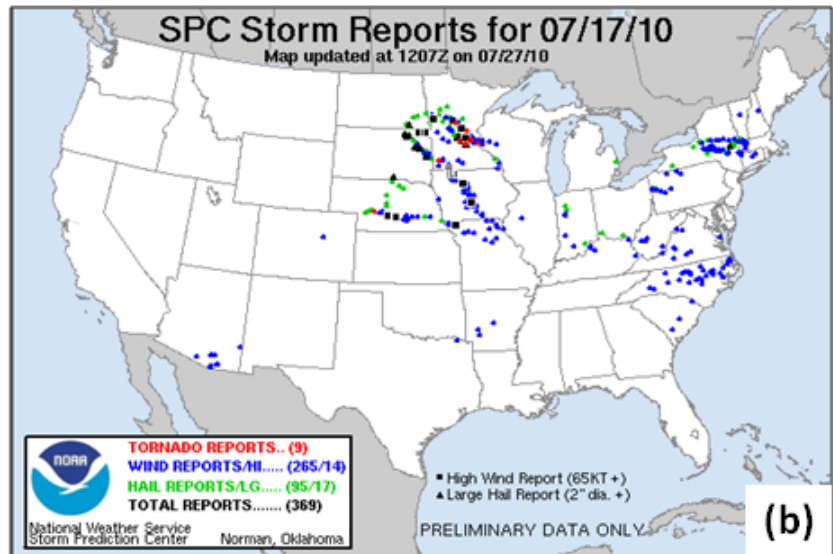 SPC Storm Reports for 07/17/10
Map updated at 1207Z on 07/27/10
NOAA
TORNADO REPORTS.. (9)
WIND REPORTS/HI..... (265/14)
HAIL REPORTS/LG..... (95/17)
TOTAL REPORTS....... (369)
National Weather Service
Storm Prediction Center Norman, Oklahoma
■ High Wind Report (65KT +)
▲ Large Hail Report (2" dia. +)
PRELIMINARY DATA ONLY
(b)